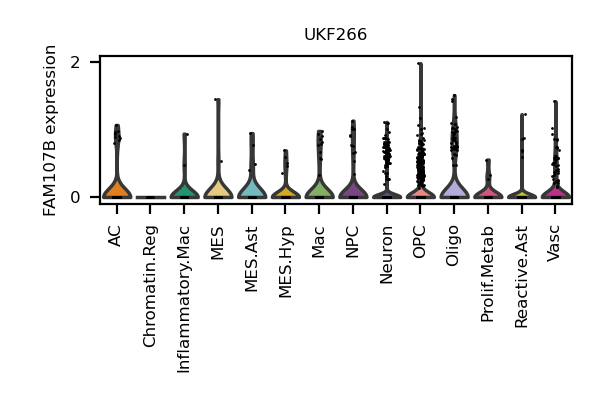 UKF266
FAM107B expression
2
0
AC
Chromatin.Reg
Inflammatory.Mac
MES
MES.Ast
MES.Hyp
Mac
NPC
Neuron
OPC
Oligo
Prolif.Metab
Reactive.Ast
Vasc